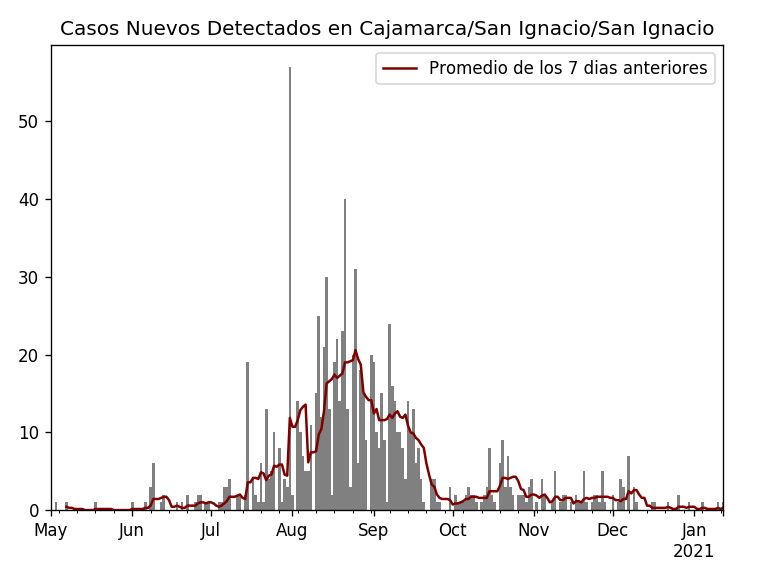 Casos Nuevos Detectados en Cajamarca/San Ignacio/San Ignacio
Promedio de los 7 dias anteriores
50
40
30
20
10
0
May Jun Jul Aug Sep Oct Nov Dec Jan
2021